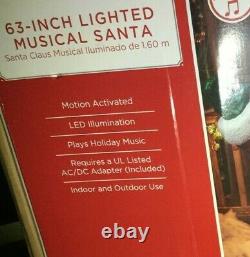 63-INCH LIGHTED
MUSICAL SANTA
Santa Claus Musical Iluminado de 1.60 m
Motion Activated
LED Illumination
Plays Holiday Music
Requires a UL Listed
AC/DC Adapter (Included)
Indoor and Outdoor Use